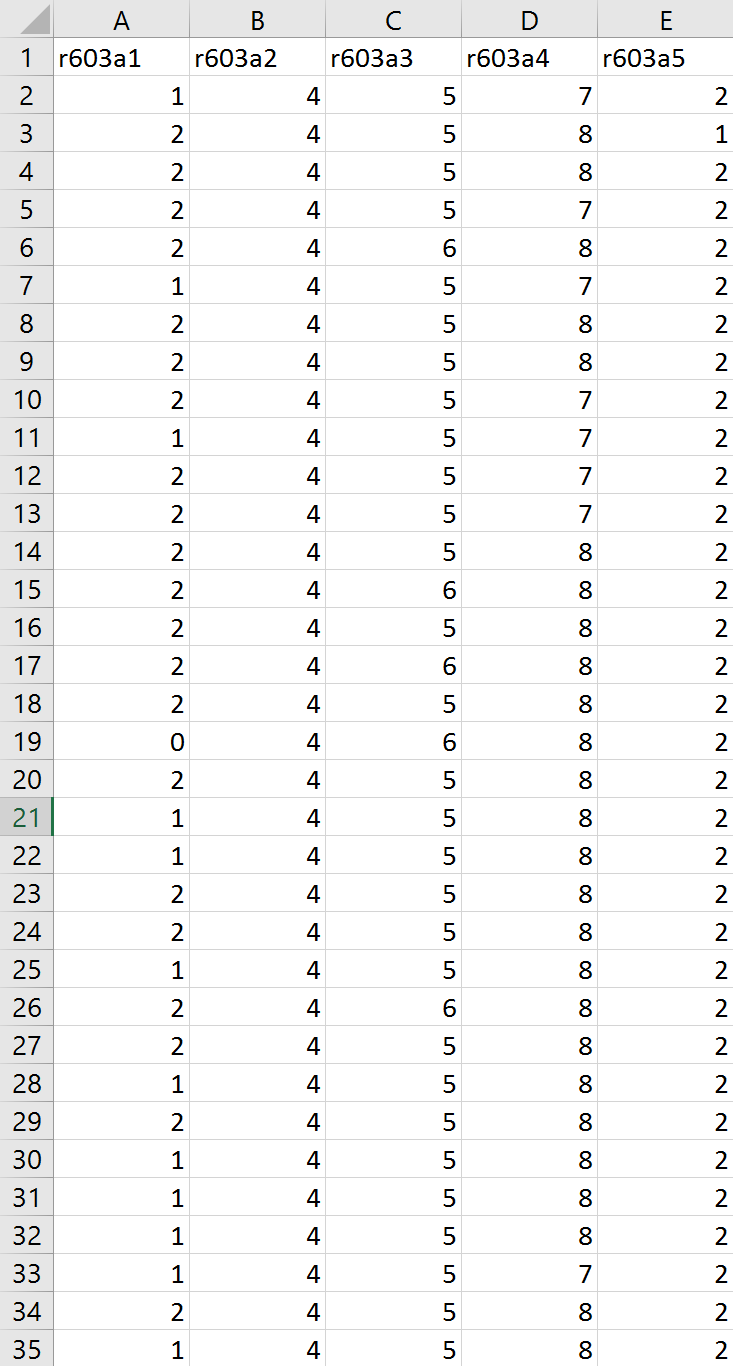 A B C D E
1 r603a1 r603a2 r603a3 r603a4 r603a5
2 1 4 5 7 2
3 2 4 5 8 1
4 2 4 5 8 2
5 2 4 5 7 2
6 2 4 6 8 2
7 1 4 5 7 2
8 2 4 5 8 2
9 2 4 5 8 2
10 2 4 5 7 2
11 1 4 5 7 2
12 2 4 5 7 2
13 2 4 5 7 2
14 2 4 5 8 2
15 2 4 6 8 2
16 2 4 5 8 2
17 2 4 6 8 2
18 2 4 5 8 2
19 0 4 6 8 2
20 2 4 5 8 2
21 1 4 5 8 2
22 1 4 5 8 2
23 2 4 5 8 2
24 2 4 5 8 2
25 1 4 5 8 2
26 2 4 6 8 2
27 2 4 5 8 2
28 1 4 5 8 2
29 2 4 5 8 2
30 1 4 5 8 2
31 1 4 5 8 2
32 1 4 5 8 2
33 1 4 5 7 2
34 2 4 5 8 2
35 1 4 5 8 2